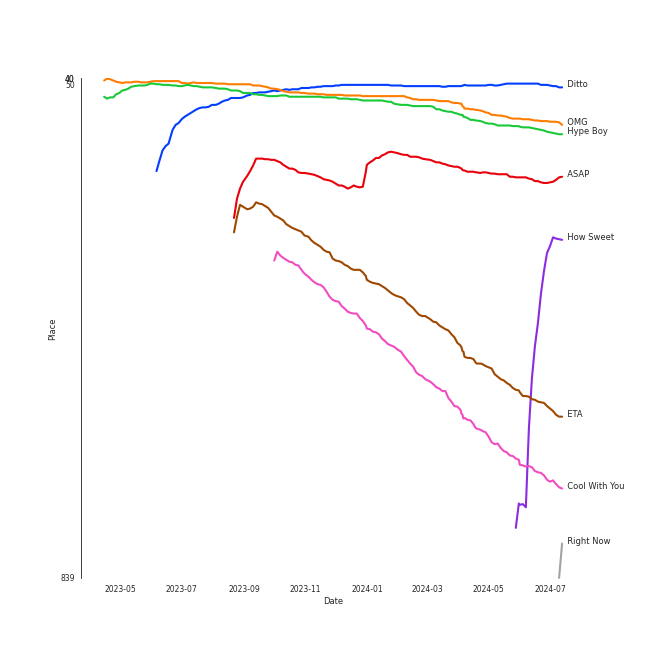 40
50
Ditto
OMG
Hype Boy
ASAP
How Sweet
Place
ETA
Cool With You
Right Now
839
2023-05 2023-07 2023-09 2023-11 2024-01 2024-03 2024-05 2024-07
Date